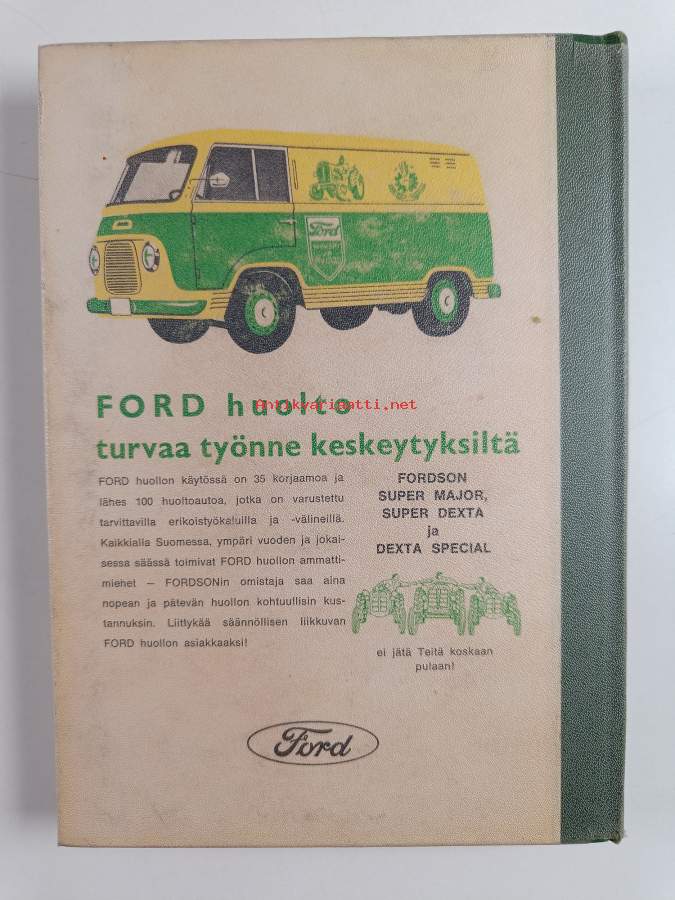 Ford
FORD huolto
Antikvariaatti.net
turvaa työnne keskeytyksiltä
FORD huollon käytössä on 35 korjaamoa ja
lähes 100 huoltoautoa, jotka on varustettu
tarvittavilla erikoistyökaluilla ja -välineillä.
Kaikkialla Suomessa, ympäri vuoden ja jokai-
sessa säässä toimivat FORD huollon ammatti-
miehet — FORDSONin omistaja saa aina
nopean ja pätevän huollon kohtuullisin kus-
tannuksin. Liittykää säännöllisen liikkuvan
FORD huollon asiakkaaksi!
FORDSON
SUPER MAJOR,
SUPER DEXTA
ja
DEXTA SPECIAL
ei jätä Teitä koskaan
pulaan!
Ford